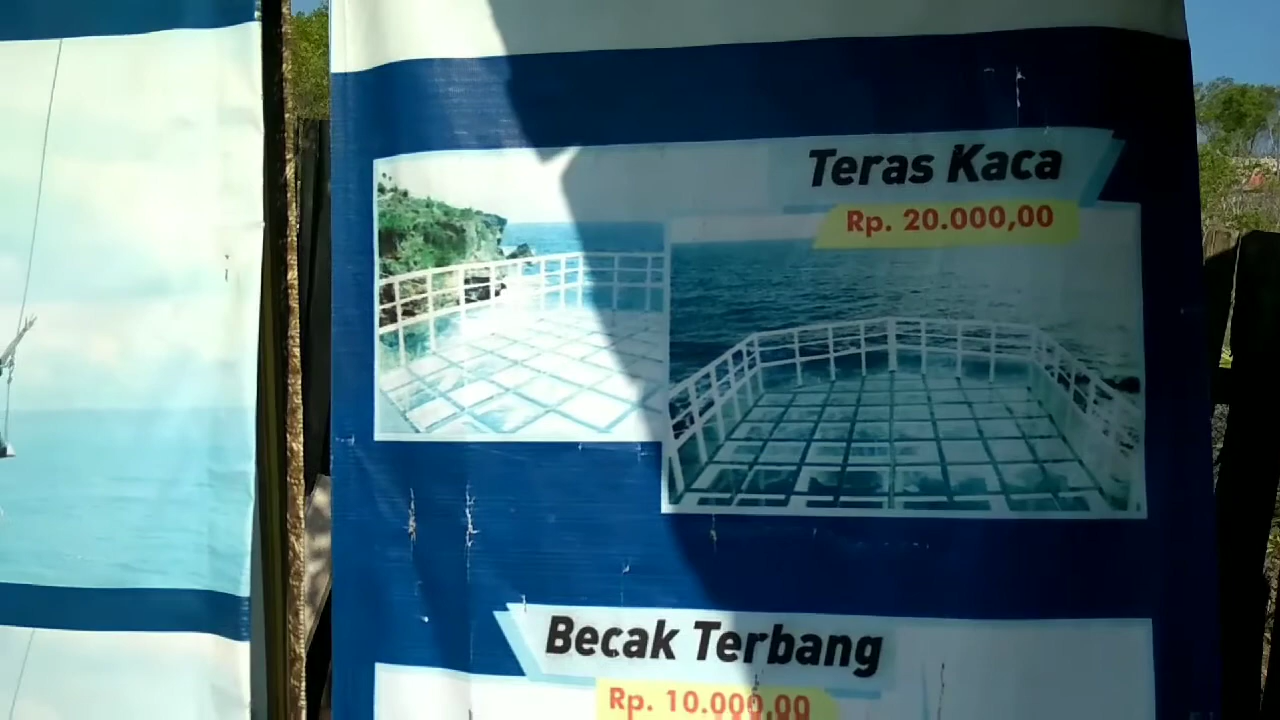 Teras Kaca
Rp. 20.000,00
Becak Terbang
Rp. 10.000,00